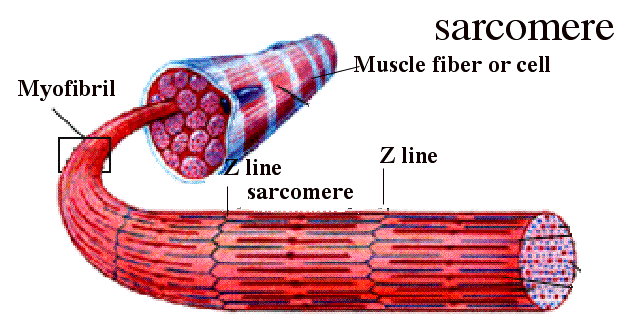 sarcomere
Muscle fiber or cell
Myofibril
Z line
Z line
sarcomere